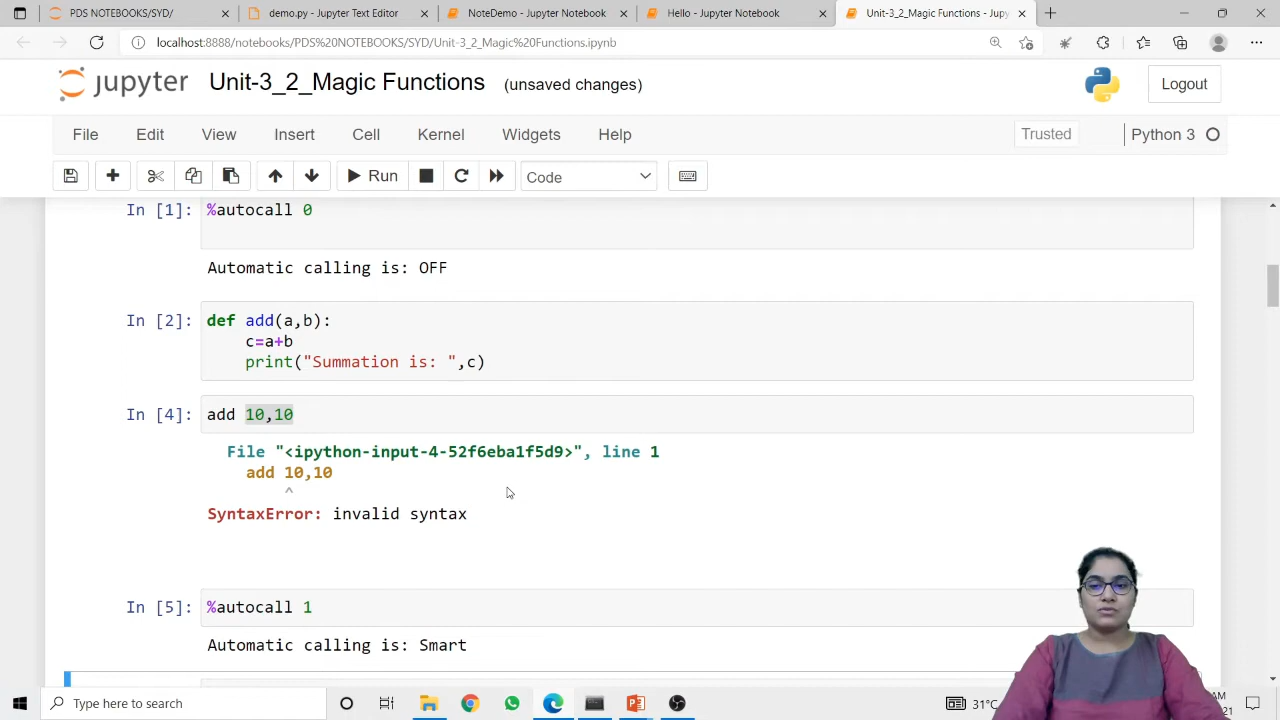 PDS NOTEBOOKS/SYD/
demo.py - Jupyter Text Editor
NoteDemo - Jupyter Notebook
Hello - Jupyter Notebook
Unit-3_2_Magic Functions - Jupy
localhost:8888/notebooks/PDS%20NOTEBOOKS/SYD/Unit-3_2_Magic%20Functions.ipynb
jupyter Unit-3_2_Magic Functions (unsaved changes)
Logout
File Edit View Insert Cell Kernel Widgets Help
Trusted
Python 3
Run
Code
In [1]: %autocall 0
Automatic calling is: OFF
In [2]: def add(a,b):
c=a+b
print("Summation is: ",c)
In [4]: add 10,10
File "<ipython-input-4-52f6eba1f5d9>", line 1
add 10,10
^
SyntaxError: invalid syntax
In [5]: %autocall 1
Automatic calling is: Smart
Type here to search
31°C